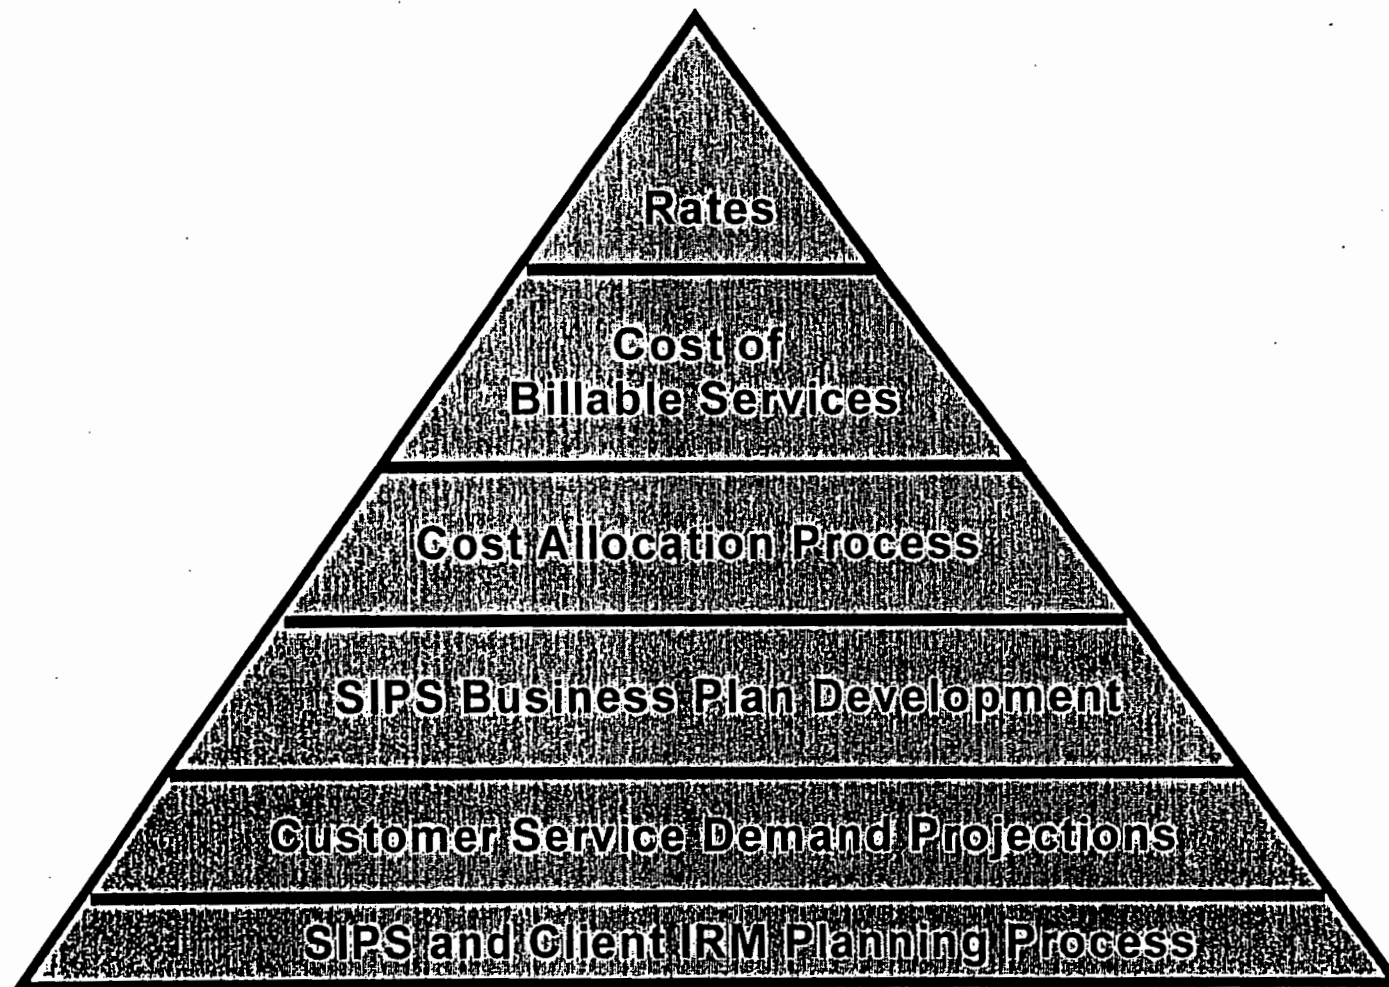 Rates
Cost of
Billable Services
Cost Allocation Process
SIPS Business Plan Development
Customer Service Demand Projections
SIPS and Client IRM Planning Process